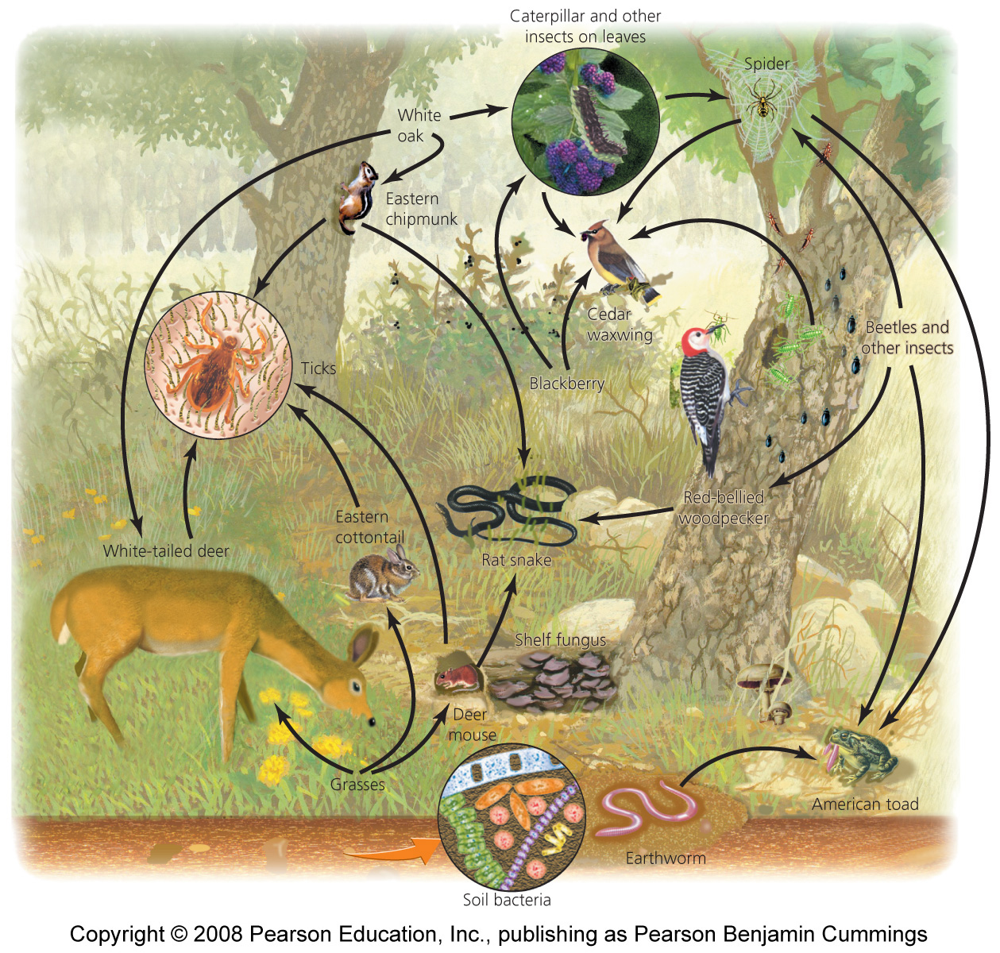 Caterpillar and other
insects on leaves
Spider
White
oak
Eastern
chipmunk
Cedar
waxwing
Beetles and
other insects
Ticks
Blackberry
Red-bellied
woodpecker
Eastern
cottontail
White-tailed deer
Rat snake
Shelf fungus
Deer
mouse
Grasses
American toad
Earthworm
Soil bacteria
Copyright © 2008 Pearson Education, Inc., publishing as Pearson Benjamin Cummings